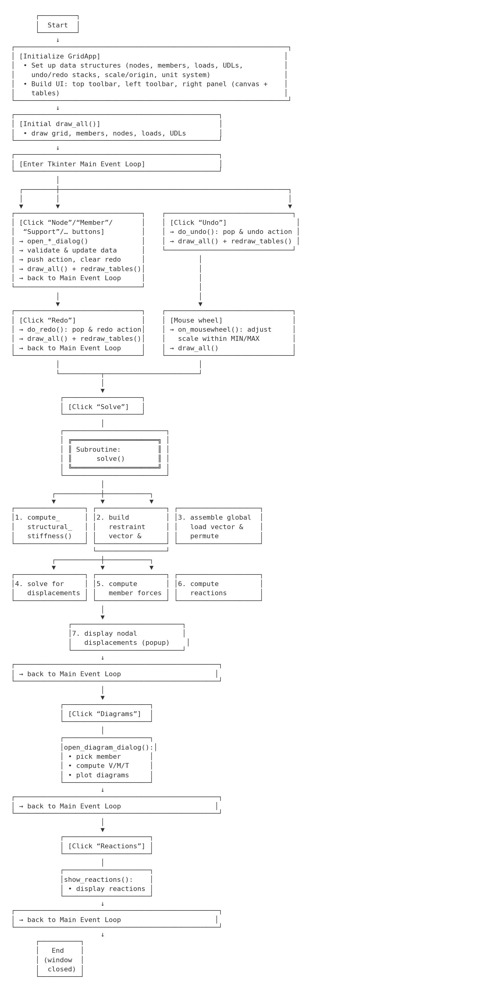 Start
↓
[Initialize GridApp]
• Set up data structures (nodes, members, loads, UDLs,
undo/redo stacks, scale/origin, unit system)
• Build UI: top toolbar, left toolbar, right panel (canvas +
tables)
↓
[Initial draw_all()]
• draw grid, members, nodes, loads, UDLs
↓
[Enter Tkinter Main Event Loop]
[Click “Node”/“Member”/
“Support”/… buttons]
→ open_*_dialog()
→ validate & update data
→ push action, clear redo
→ draw_all() + redraw_tables()
→ back to Main Event Loop
[Click “Undo”]
→ do_undo(): pop & undo action
→ draw_all() + redraw_tables()
[Click “Redo”]
→ do_redo(): pop & redo action
→ draw_all() + redraw_tables()
→ back to Main Event Loop
[Mouse wheel]
→ on_mousewheel(): adjust
scale within MIN/MAX
→ draw_all()
[Click “Solve”]
Subroutine:
solve()
1. compute_
structural_
stiffness()
2. build
restraint
vector &
3. assemble global
load vector &
permute
4. solve for
displacements
5. compute
member forces
6. compute
reactions
7. display nodal
displacements (popup)
↓
→ back to Main Event Loop
[Click “Diagrams”]
open_diagram_dialog():
• pick member
• compute V/M/T
• plot diagrams
↓
→ back to Main Event Loop
[Click “Reactions”]
show_reactions():
• display reactions
↓
→ back to Main Event Loop
↓
End
(window
closed)